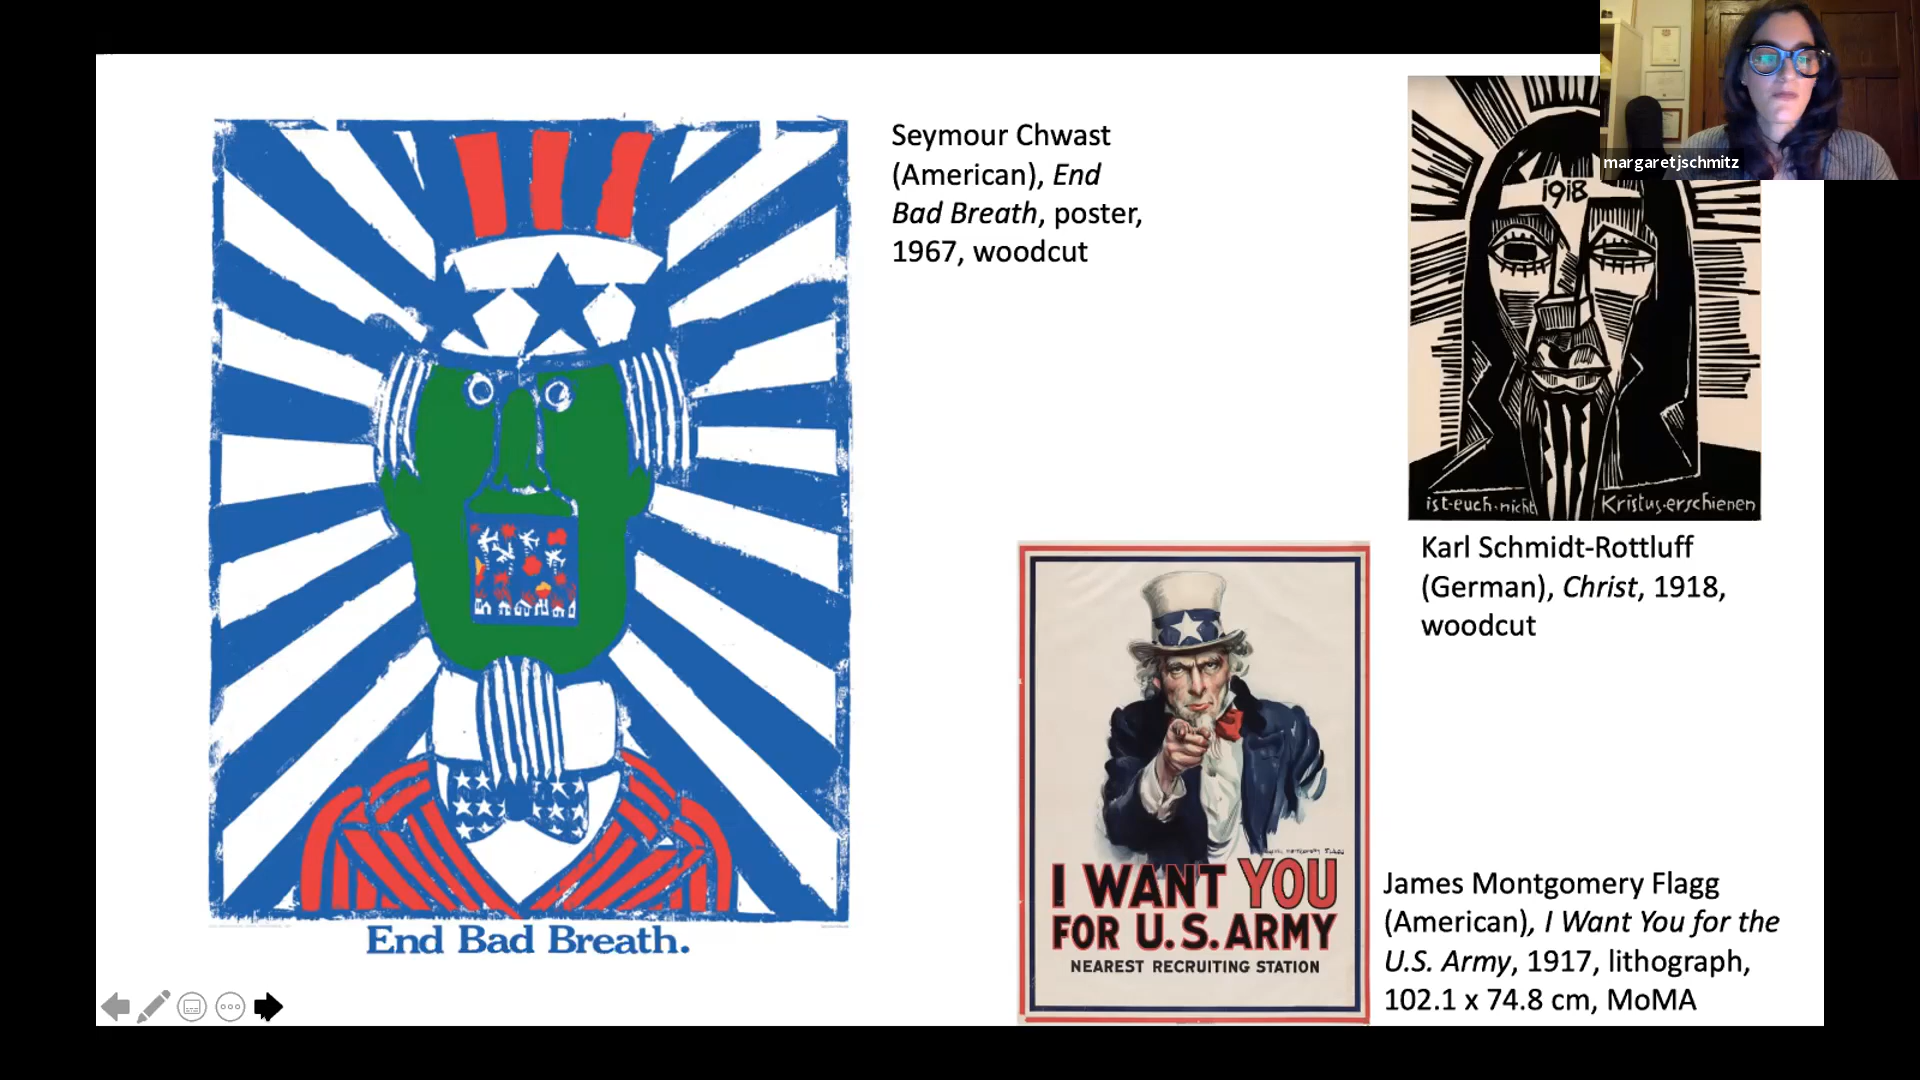 Seymour Chwast
(American), End
Bad Breath, poster,
1967, woodcut
End Bad Breath.
margaretjschmitz
1918
ist-euch-nicht Kristus-erschienen
Karl Schmidt-Rottluff
(German), Christ, 1918,
woodcut
I WANT YOU
FOR U.S. ARMY
NEAREST RECRUITING STATION
James Montgomery Flagg
(American), I Want You for the
U.S. Army, 1917, lithograph,
102.1 x 74.8 cm, MoMA